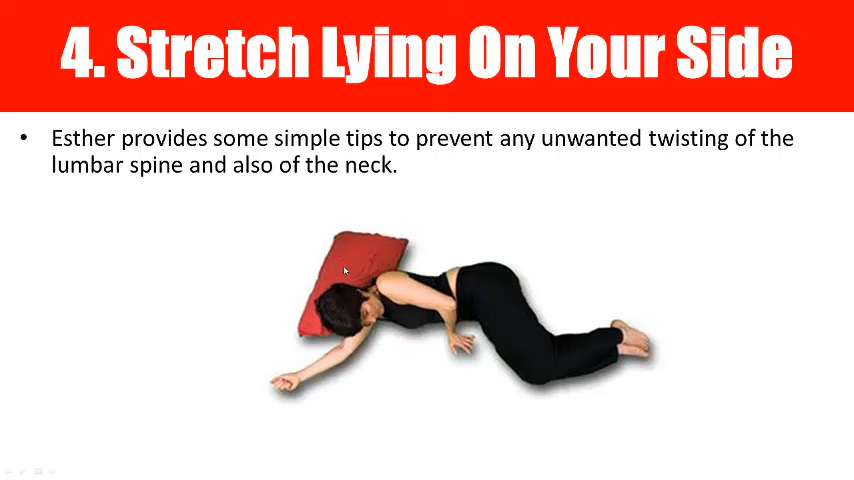 4. Stretch Lying On Your Side
• Esther provides some simple tips to prevent any unwanted twisting of the
lumbar spine and also of the neck.